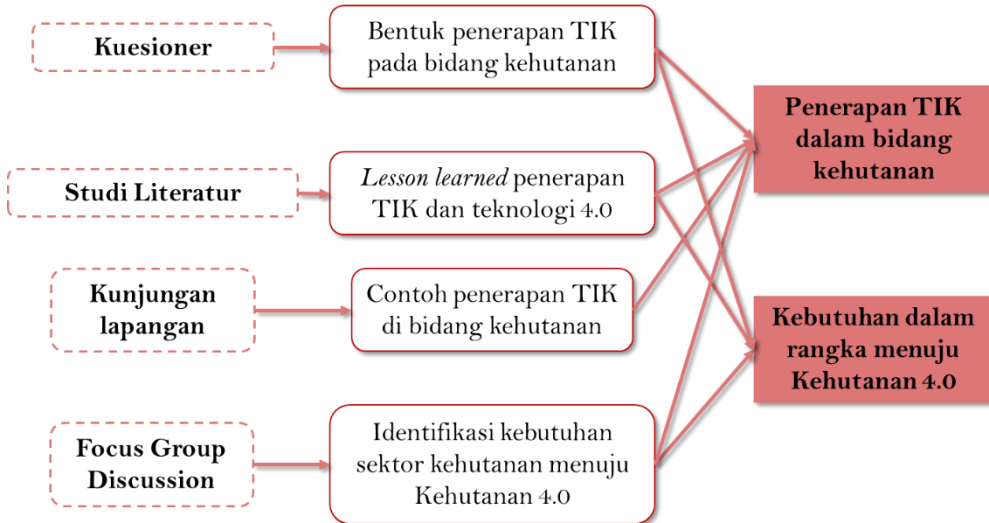 Kuesioner
Bentuk penerapan TIK
pada bidang kehutanan
Studi Literatur
Lesson learned penerapan
TIK dan teknologi 4.0
Kunjungan
lapangan
Contoh penerapan TIK
di bidang kehutanan
Focus Group
Discussion
Identifikasi kebutuhan
sektor kehutanan menuju
Kehutanan 4.0
Penerapan TIK
dalam bidang
kehutanan
Kebutuhan dalam
rangka menuju
Kehutanan 4.0